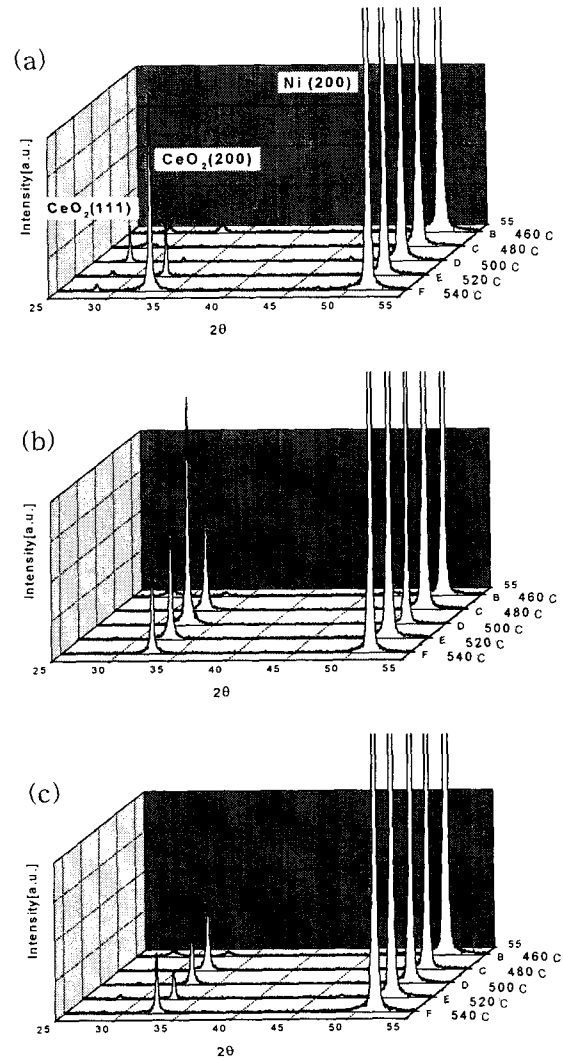 (a)
Ni (200)
CeO₂(200)
CeO₂(111)
Intensity[a.u.]
25 30 35 40 45 50 55
2θ
55
B 460 C
C 480 C
D 500 C
E 520 C
F 540 C
(b)
Intensity[a.u.]
25 30 35 40 45 50 55
2θ
55
B 460 C
C 480 C
D 500 C
E 520 C
F 540 C
(c)
Intensity[a.u.]
25 30 35 40 45 50 55
2θ
55
B 460 C
C 480 C
D 500 C
E 520 C
F 540 C